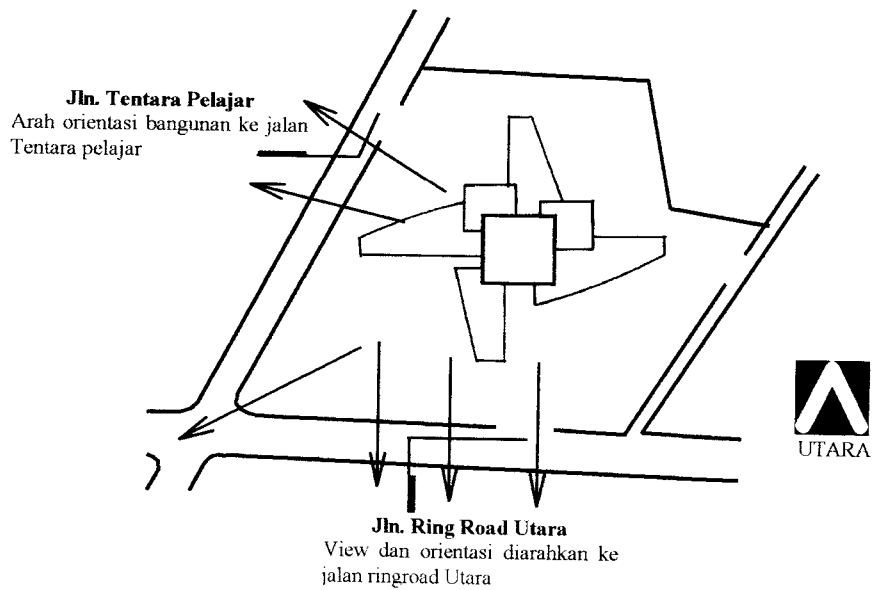 Jln. Tentara Pelajar
Arah orientasi bangunan ke jalan
Tentara pelajar
UTARA
Jln. Ring Road Utara
View dan orientasi diarahkan ke
jalan ringroad Utara